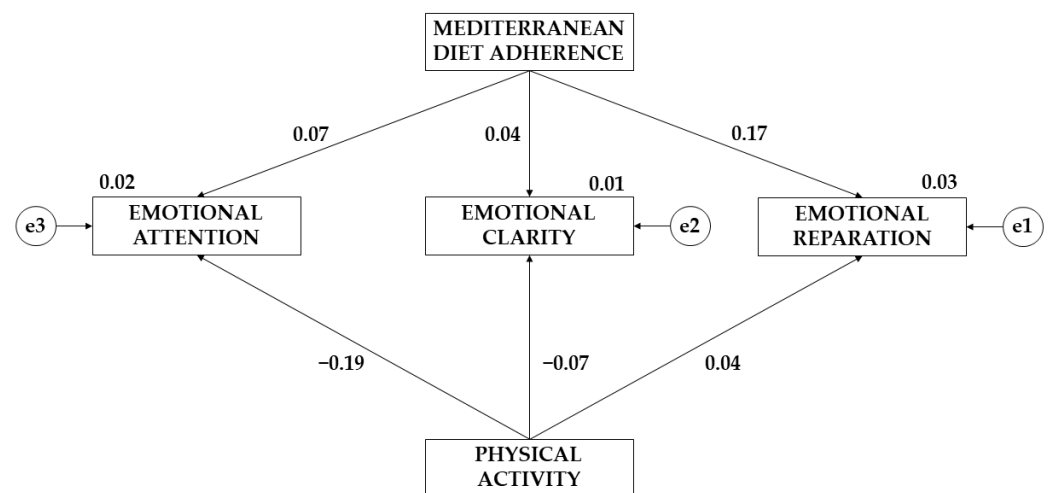 MEDITERRANEAN
DIET ADHERENCE
0.07
0.04
0.17
0.02
0.01
0.03
e3
EMOTIONAL
ATTENTION
EMOTIONAL
CLARITY
e2
EMOTIONAL
REPARATION
e1
−0.19
−0.07
0.04
PHYSICAL
ACTIVITY